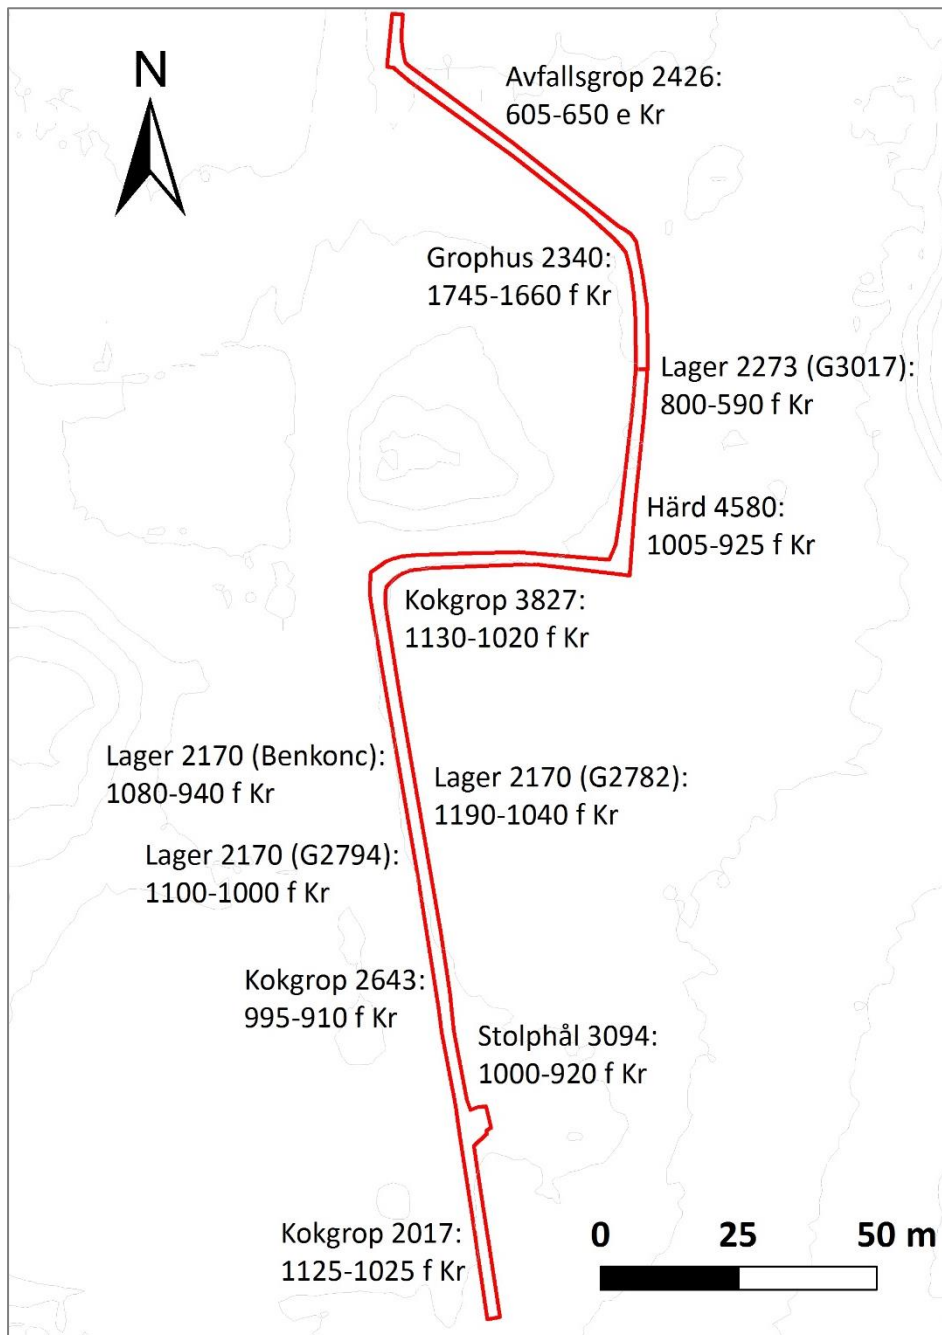 N
Avfallsgrop 2426:
605-650 e Kr
Grophus 2340:
1745-1660 f Kr
Lager 2273 (G3017):
800-590 f Kr
Härd 4580:
1005-925 f Kr
Kokgrop 3827:
1130-1020 f Kr
Lager 2170 (Benkonc):
1080-940 f Kr
Lager 2170 (G2782):
1190-1040 f Kr
Lager 2170 (G2794):
1100-1000 f Kr
Kokgrop 2643:
995-910 f Kr
Stolphål 3094:
1000-920 f Kr
Kokgrop 2017:
1125-1025 f Kr
0 25 50 m